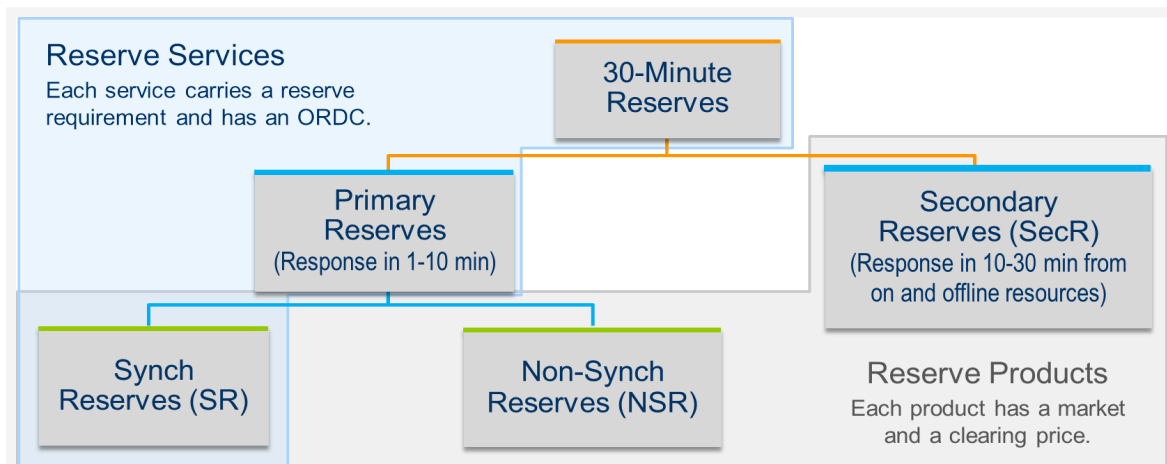 Reserve Services
Each service carries a reserve
requirement and has an ORDC.
30-Minute
Reserves
Primary
Reserves
(Response in 1-10 min)
Secondary
Reserves (SecR)
(Response in 10-30 min from
on and offline resources)
Synch
Reserves (SR)
Non-Synch
Reserves (NSR)
Reserve Products
Each product has a market
and a clearing price.